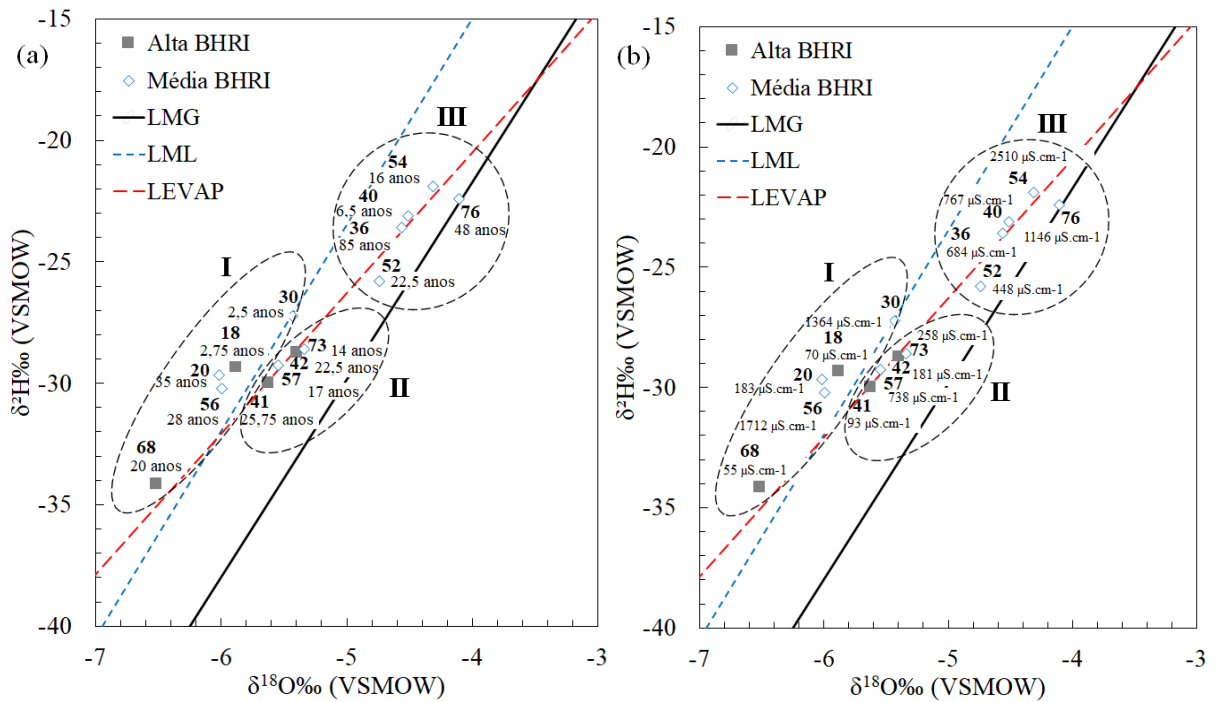 (a)
-15
-20
-25
-30
-35
-40
δ²H‰ (VSMOW)
Alta BHRI
Média BHRI
LMG
LML
LEVAP
III
54
16 anos
40
6,5 anos
36
85 anos
76
48 anos
52
22,5 anos
I
30
2,5 anos
18
2,75 anos
20
35 anos
56
28 anos
68
20 anos
73
14 anos
42
22,5 anos
57
17 anos
41
25,75 anos
II
-7
-6
-5
-4
-3
δ¹⁸O‰ (VSMOW)
(b)
-15
-20
-25
-30
-35
-40
δ²H‰ (VSMOW)
Alta BHRI
Média BHRI
LMG
LML
LEVAP
III
2510 µS.cm-1
54
767 µS.cm-1
40
36
684 µS.cm-1
76
1146 µS.cm-1
52
448 µS.cm-1
I
30
1364 µS.cm-1
18
70 µS.cm-1
20
183 µS.cm-1
56
1712 µS.cm-1
68
55 µS.cm-1
258 µS.cm-1
73
42
181 µS.cm-1
57
738 µS.cm-1
41
93 µS.cm-1
II
-7
-6
-5
-4
-3
δ¹⁸O‰ (VSMOW)